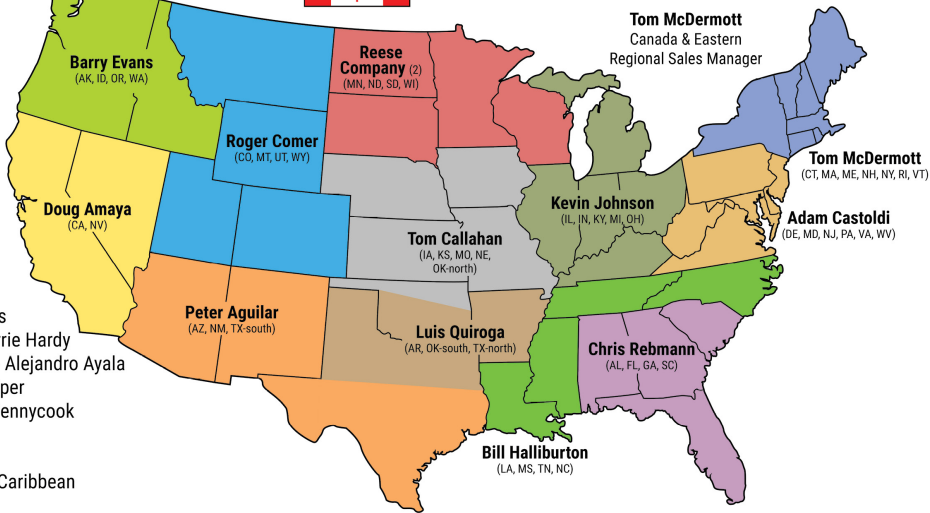 Tom McDermott
Canada & Eastern
Regional Sales Manager
Barry Evans
(AK, ID, OR, WA)
Reese
Company (2)
(MN, ND, SD, WI)
Roger Comer
(CO, MT, UT, WY)
Tom McDermott
(CT, MA, ME, NH, NY, RI, VT)
Doug Amaya
(CA, NV)
Kevin Johnson
(IL, IN, KY, MI, OH)
Adam Castoldi
(DE, MD, NJ, PA, VA, WV)
Tom Callahan
(IA, KS, MO, NE,
OK-north)
Peter Aguilar
(AZ, NM, TX-south)
Luis Quiroga
(AR, OK-south, TX-north)
Chris Rebmann
(AL, FL, GA, SC)
Bill Halliburton
(LA, MS, TN, NC)
s
rie Hardy
Alejandro Ayala
per
ennycook
Caribbean